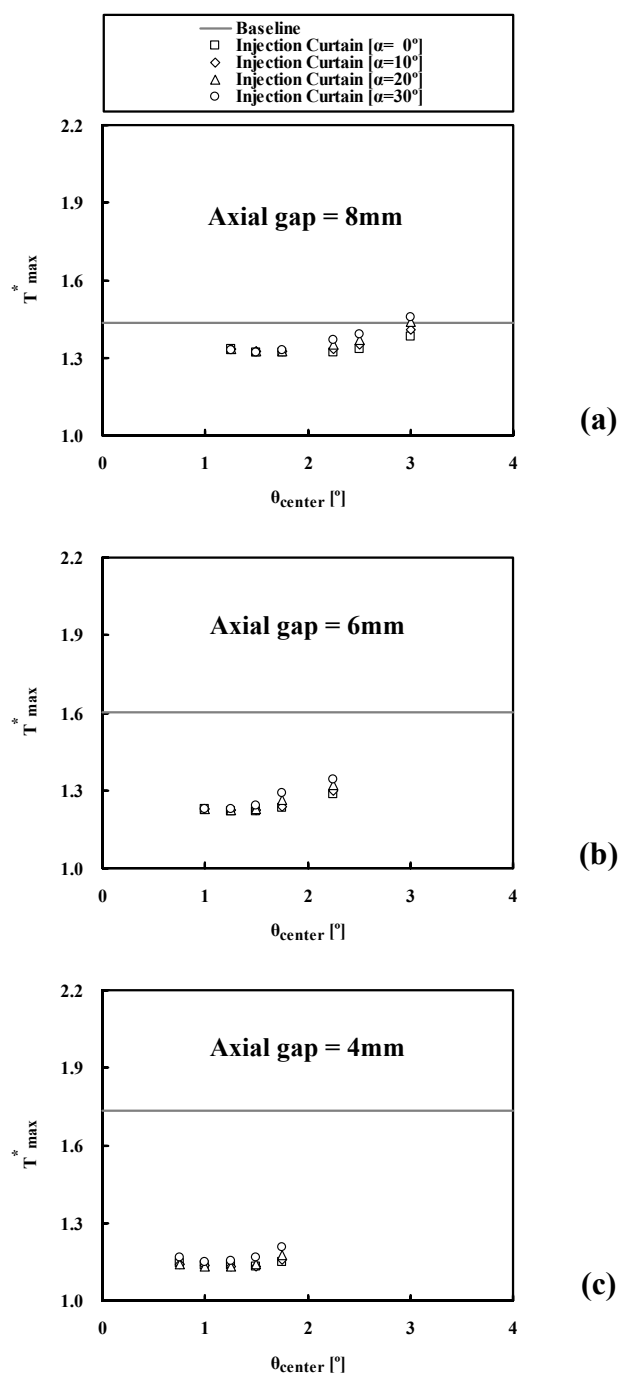 Baseline
Injection Curtain [α= 0º]
Injection Curtain [α=10º]
Injection Curtain [α=20º]
Injection Curtain [α=30º]
2.2
1.9
1.6
1.3
1.0
T*max
Axial gap = 8mm
0 1 2 3 4
θcenter [º]
(a)
2.2
1.9
1.6
1.3
1.0
T*max
Axial gap = 6mm
0 1 2 3 4
θcenter [º]
(b)
2.2
1.9
1.6
1.3
1.0
T*max
Axial gap = 4mm
0 1 2 3 4
θcenter [º]
(c)